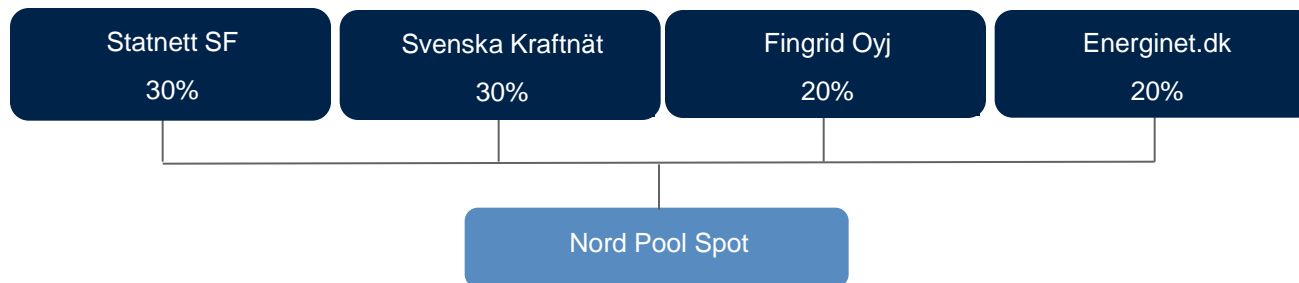 Statnett SF
30%
Svenska Kraftnät
30%
Fingrid Oyj
20%
Energinet.dk
20%
Nord Pool Spot